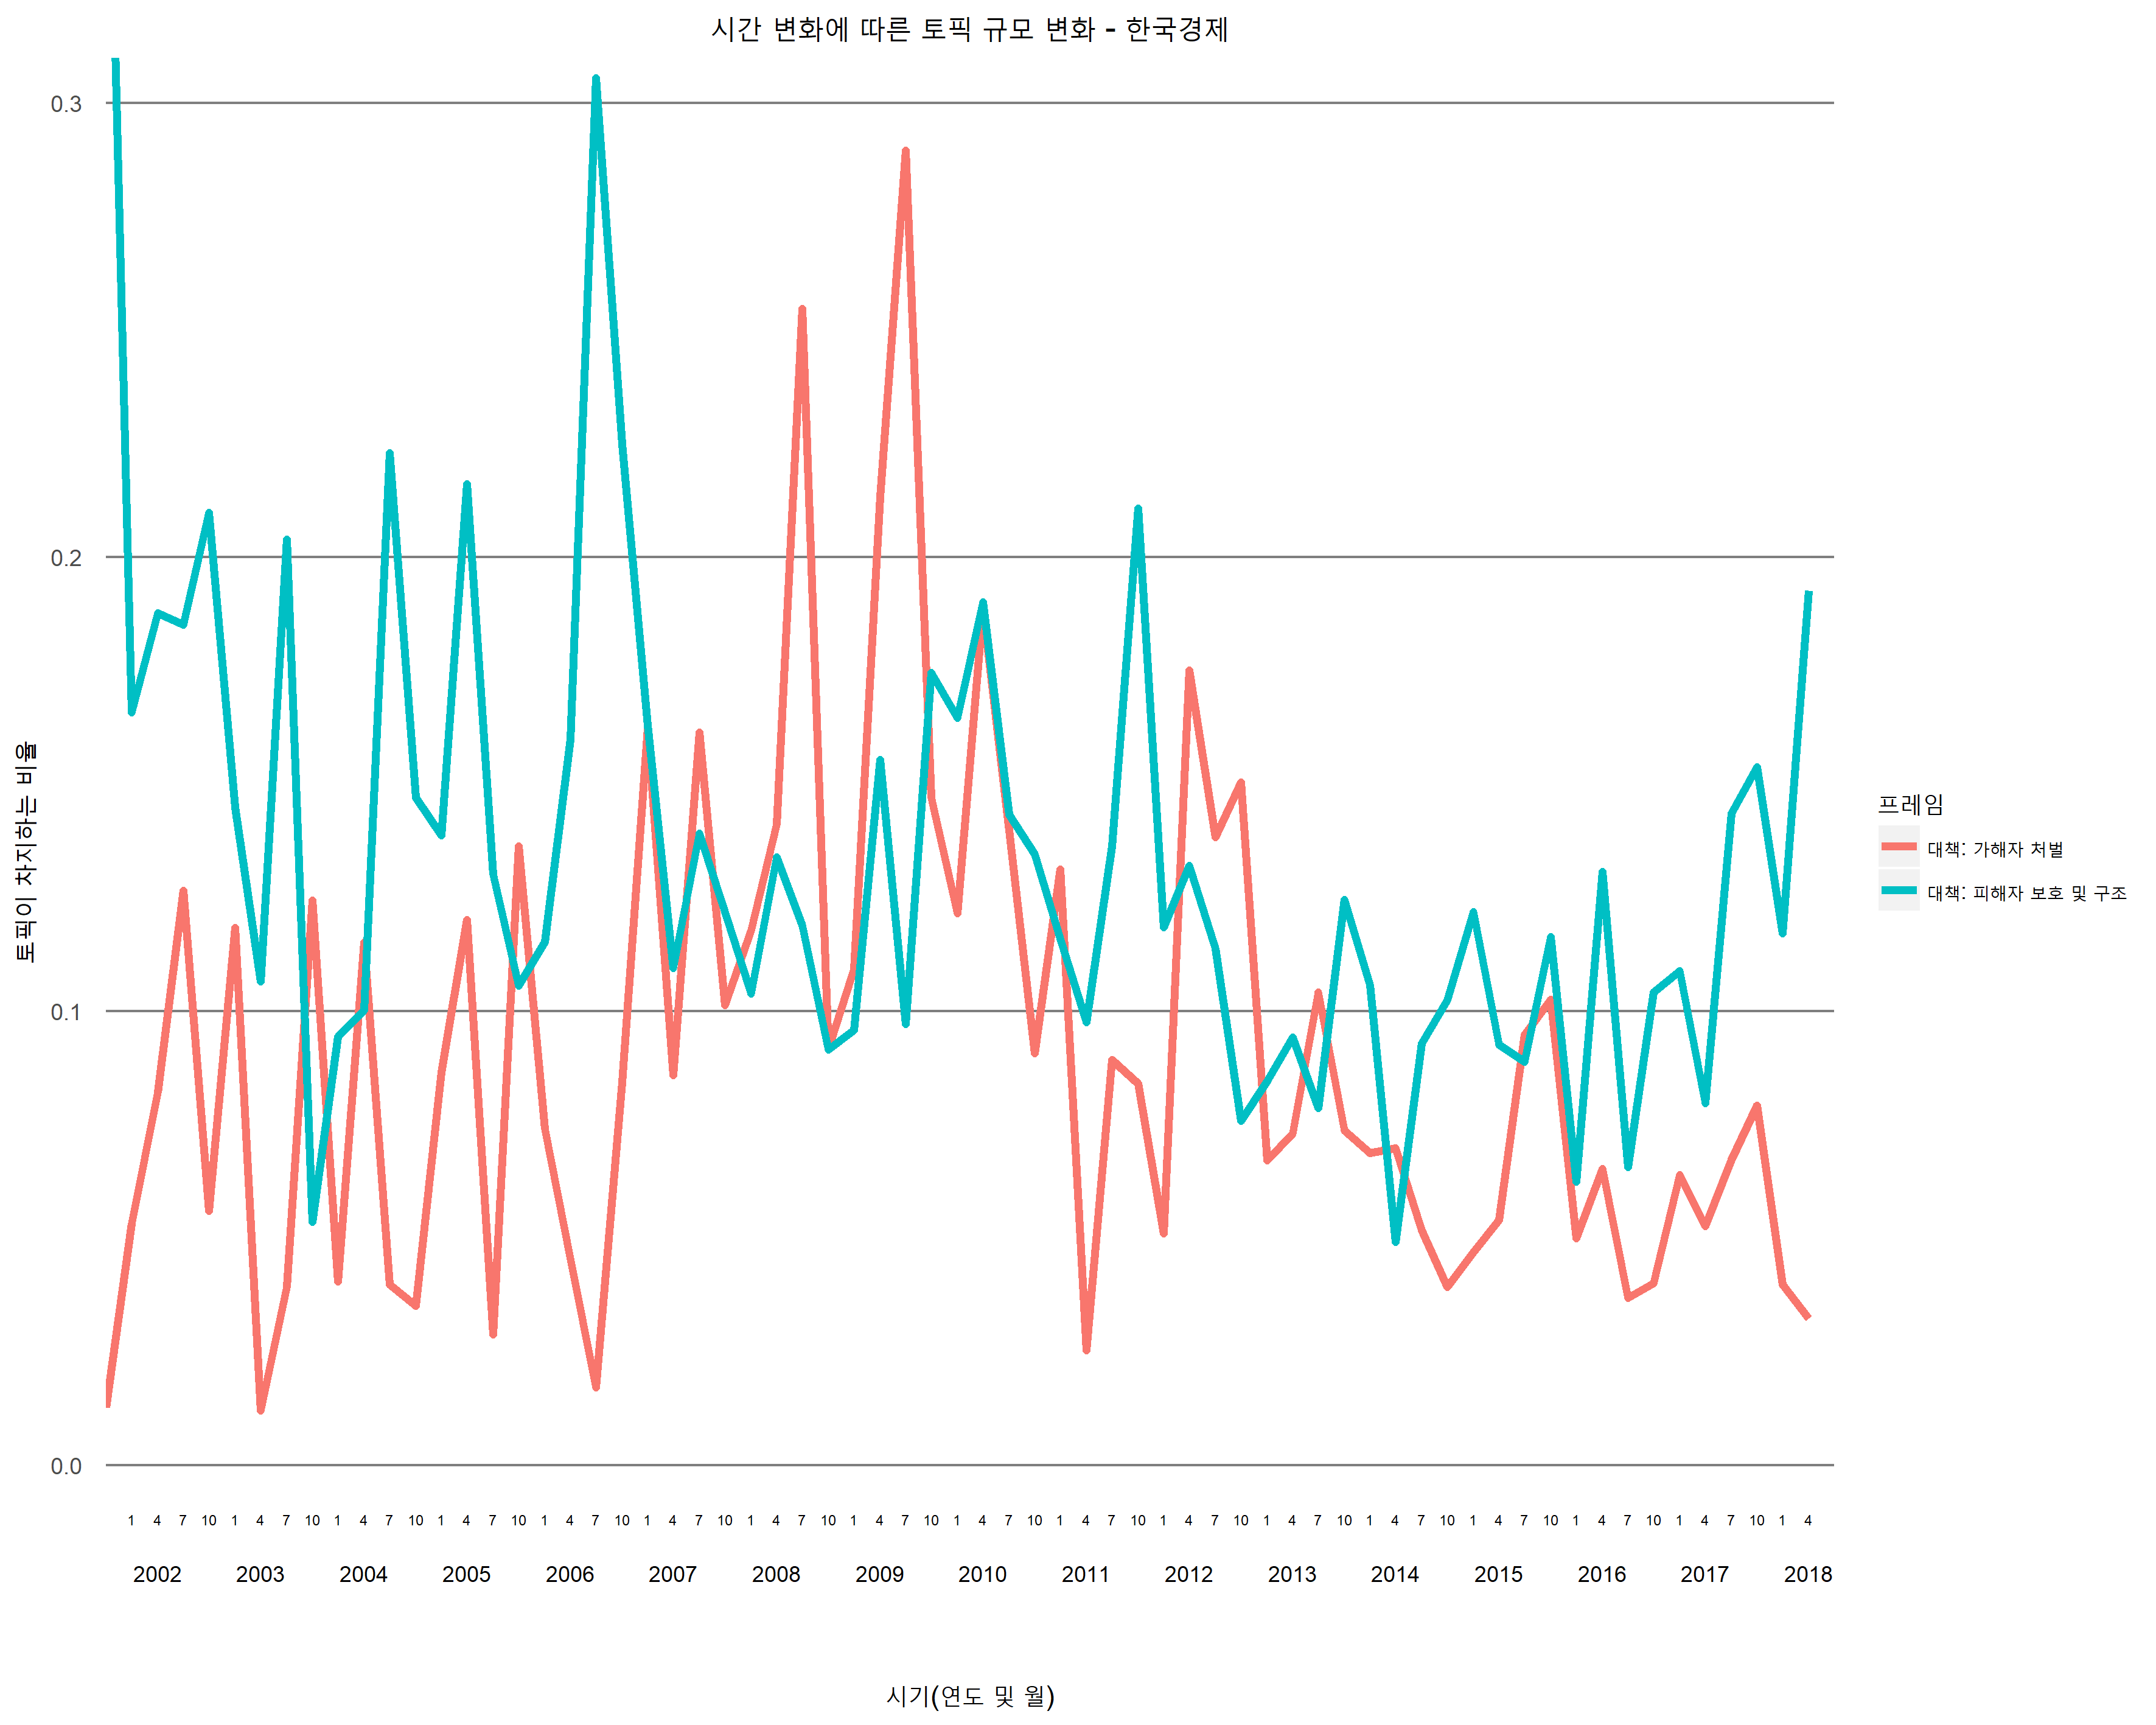 시간 변화에 따른 토픽 규모 변화 - 한국경제
0.3
0.2
0.1
0.0
토픽이 차지하는 비율
프레임
대책: 가해자 처벌
대책: 피해자 보호 및 구조
1 4 7 10 1 4 7 10 1 4 7 10 1 4 7 10 1 4 7 10 1 4 7 10 1 4 7 10 1 4 7 10 1 4 7 10 1 4 7 10 1 4 7 10 1 4 7 10 1 4 7 10 1 4 7 10 1 4 7 10 1 4 7 10 1 4
2002 2003 2004 2005 2006 2007 2008 2009 2010 2011 2012 2013 2014 2015 2016 2017 2018
시기(연도 및 월)